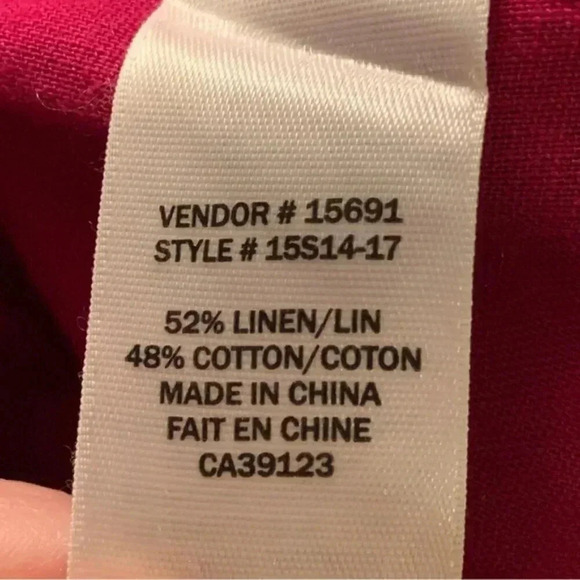 VENDOR # 15691
STYLE # 15S14-17
52% LINEN/LIN
48% COTTON/COTON
MADE IN CHINA
FAIT EN CHINE
CA39123